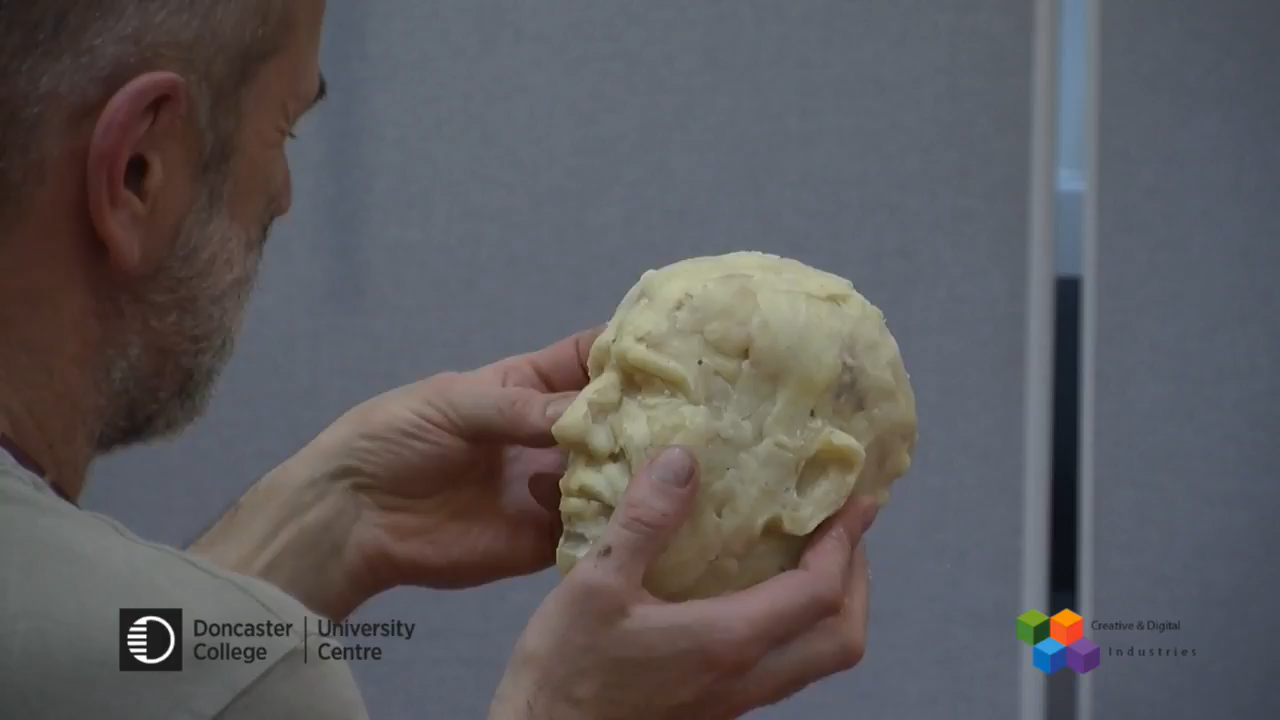 Doncaster College
University Centre
Creative & Digital
Industries